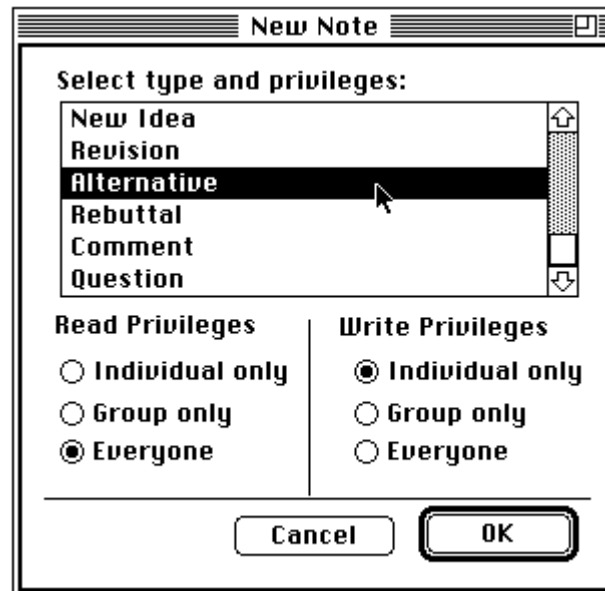 New Note
Select type and privileges:
New Idea
Revision
Alternative
Rebuttal
Comment
Question
Read Privileges
Individual only
Group only
Everyone
Write Privileges
Individual only
Group only
Everyone
Cancel
OK